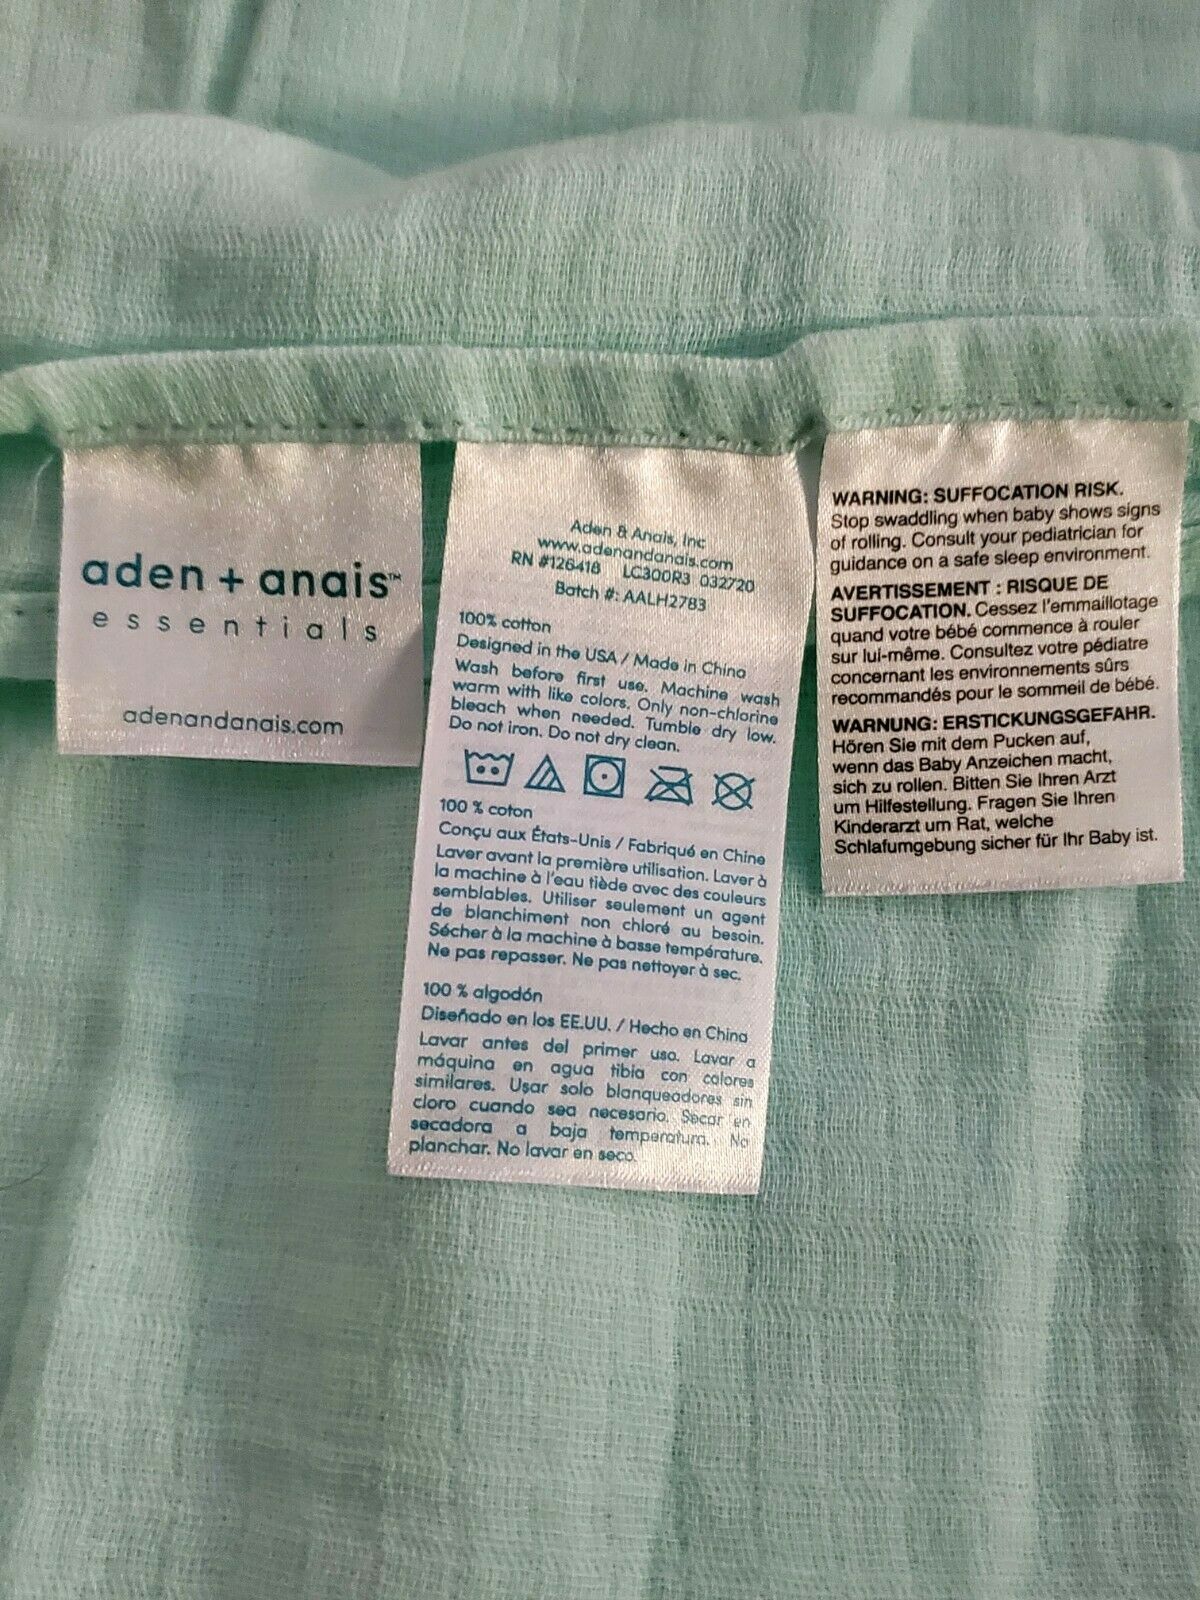 aden + anais™
essentials
adenandanais.com
Aden & Anais, Inc
www.adenandanais.com
RN #126418 LC300R3 032720
Batch #: AALH2783
100% cotton
Designed in the USA / Made in China
Wash before first use. Machine wash
warm with like colors. Only non-chlorine
bleach when needed. Tumble dry low.
Do not iron. Do not dry clean.
100 % coton
Conçu aux États-Unis / Fabriqué en Chine
Laver avant la première utilisation. Laver à
la machine à l'eau tiède avec des couleurs
semblables. Utiliser seulement un agent
de blanchiment non chloré au besoin.
Sécher à la machine à basse température.
Ne pas repasser. Ne pas nettoyer à sec.
100 % algodón
Diseñado en los EE.UU. / Hecho en China
Lavar antes del primer uso. Lavar a
máquina en agua tibia con colores
similares. Usar solo blanqueadores sin
cloro cuando sea necesario. Secar en
secadora a baja temperatura. No
planchar. No lavar en seco.
WARNING: SUFFOCATION RISK.
Stop swaddling when baby shows signs
of rolling. Consult your pediatrician for
guidance on a safe sleep environment.
AVERTISSEMENT : RISQUE DE
SUFFOCATION. Cessez l'emmaillotage
quand votre bébé commence à rouler
sur lui-même. Consultez votre pédiatre
concernant les environnements sûrs
recommandés pour le sommeil de bébé.
WARNUNG: ERSTICKUNGSGEFAHR.
Hören Sie mit dem Pucken auf,
wenn das Baby Anzeichen macht,
sich zu rollen. Bitten Sie Ihren Arzt
um Hilfestellung. Fragen Sie Ihren
Kinderarzt um Rat, welche
Schlafumgebung sicher für Ihr Baby ist.